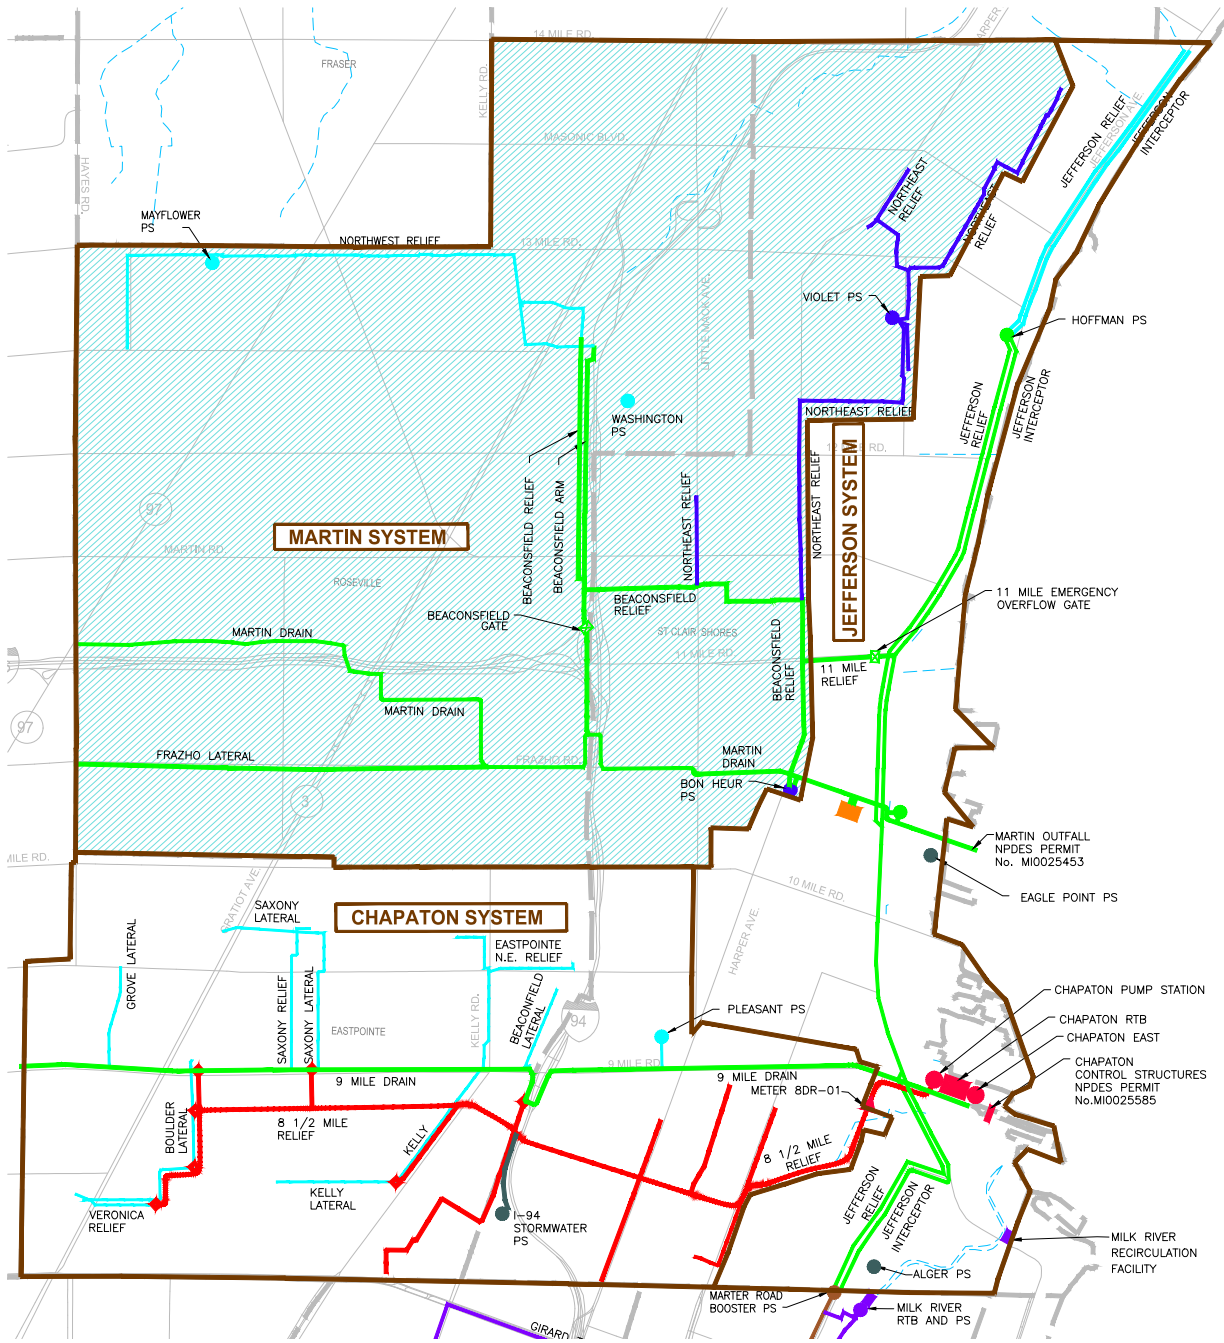 14 MILE RD.
FRASER
KELLY RD.
HARPER
MASONIC BLVD.
HAYES RD.
JEFFERSON RELIEF
JEFFERSON AVE.
JEFFERSON
INTERCEPTOR
MAYFLOWER
PS
NORTHWEST RELIEF
13 MILE RD.
NORTHEAST
RELIEF
NORTHEAST
RELIEF
LITTLE MACK AVE.
VIOLET PS
HOFFMAN PS
WASHINGTON
PS
NORTHEAST RELIEF
12 MILE RD.
JEFFERSON
RELIEF
JEFFERSON
INTERCEPTOR
97
MARTIN SYSTEM
MARTIN RD.
ROSEVILLE
BEACONSFIELD RELIEF
BEACONSFIELD ARM
NORTHEAST RELIEF
NORTHEAST RELIEF
JEFFERSON SYSTEM
BEACONSFIELD
RELIEF
BEACONSFIELD
GATE
11 MILE EMERGENCY
OVERFLOW GATE
MARTIN DRAIN
ST CLAIR SHORES
11 MILE RD.
BEACONSFIELD
RELIEF
11 MILE
RELIEF
97
MARTIN DRAIN
FRAZHO LATERAL
FRAZHO RD.
MARTIN
DRAIN
BON HEUR
PS
3
MILE RD.
MARTIN OUTFALL
NPDES PERMIT
No. MI0025453
EAGLE POINT PS
10 MILE RD.
GRATIOT AVE.
CHAPATON SYSTEM
SAXONY
LATERAL
GROVE LATERAL
SAXONY RELIEF
SAXONY LATERAL
EASTPOINTE
EASTPOINTE
N.E. RELIEF
KELLY RD.
BEACONFIELD
LATERAL
94
HARPER AVE.
PLEASANT PS
CHAPATON PUMP STATION
CHAPATON RTB
CHAPATON EAST
CHAPATON
CONTROL STRUCTURES
NPDES PERMIT
No.MI0025585
9 MILE RD
9 MILE DRAIN
9 MILE DRAIN
METER 8DR-01
BOULDER
LATERAL
8 1/2 MILE
RELIEF
KELLY
8 1/2 MILE
RELIEF
VERONICA
RELIEF
KELLY
LATERAL
I-94
STORMWATER
PS
JEFFERSON
RELIEF
JEFFERSON
INTERCEPTOR
MILK RIVER
RECIRCULATION
FACILITY
ALGER PS
MARTER ROAD
BOOSTER PS
MILK RIVER
RTB AND PS
GIRARD